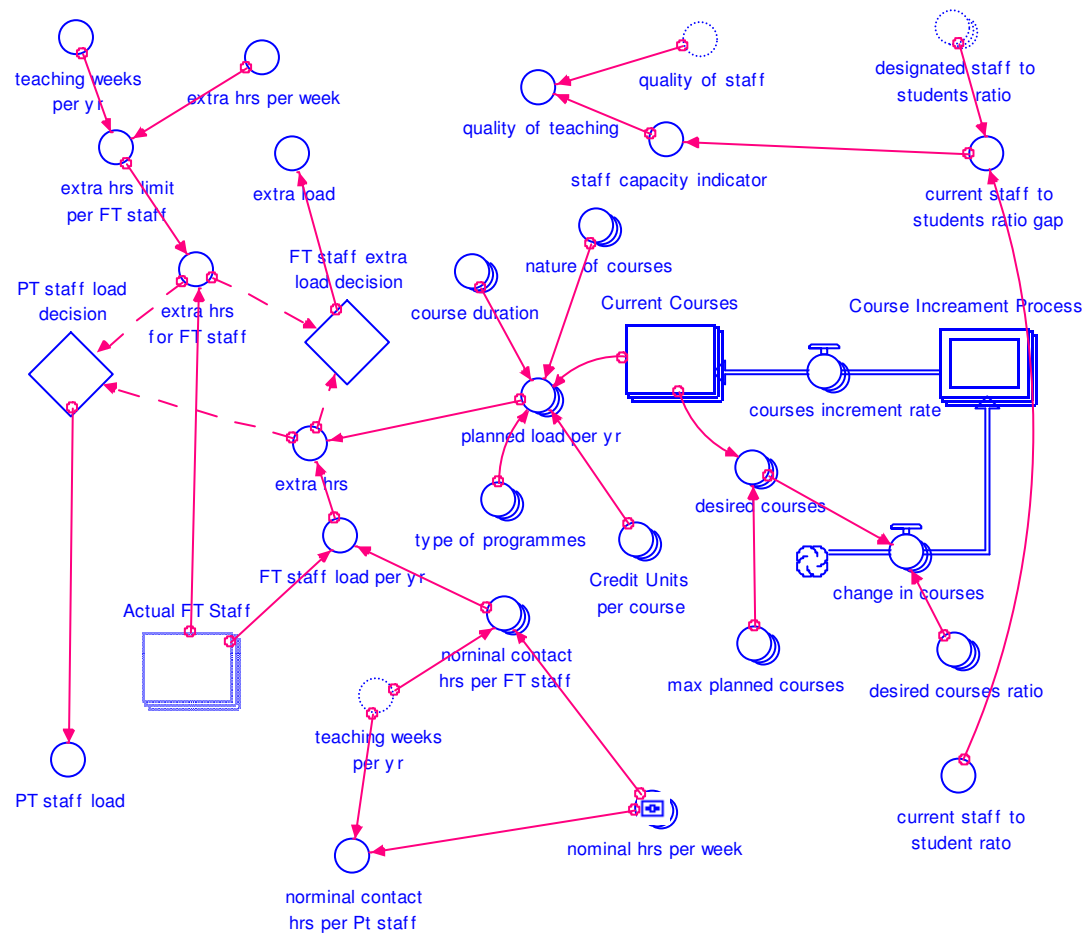 teaching weeks
per yr
extra hrs per week
quality of staff
designated staff to
students ratio
quality of teaching
extra hrs limit
per FT staff
extra load
staff capacity indicator
current staff to
students ratio gap
PT staff load
decision
extra hrs
for FT staff
FT staff extra
load decision
nature of courses
course duration
Current Courses
Course Increament Process
courses increment rate
planned load per yr
extra hrs
desired courses
type of programmes
FT staff load per yr
Credit Units
per course
change in courses
Actual FT Staff
norninal contact
hrs per FT staff
max planned courses
desired courses ratio
teaching weeks
per yr
PT staff load
nominal hrs per week
current staff to
student rato
norminal contact
hrs per Pt staff